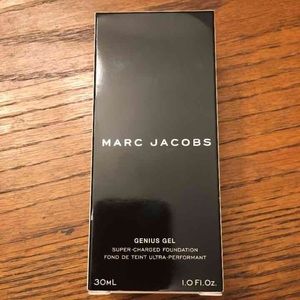 MARC JACOBS
GENIUS GEL
SUPER-CHARGED FOUNDATION
FOND DE TEINT ULTRA-PERFORMANT
30mL 1.0 Fl.Oz.